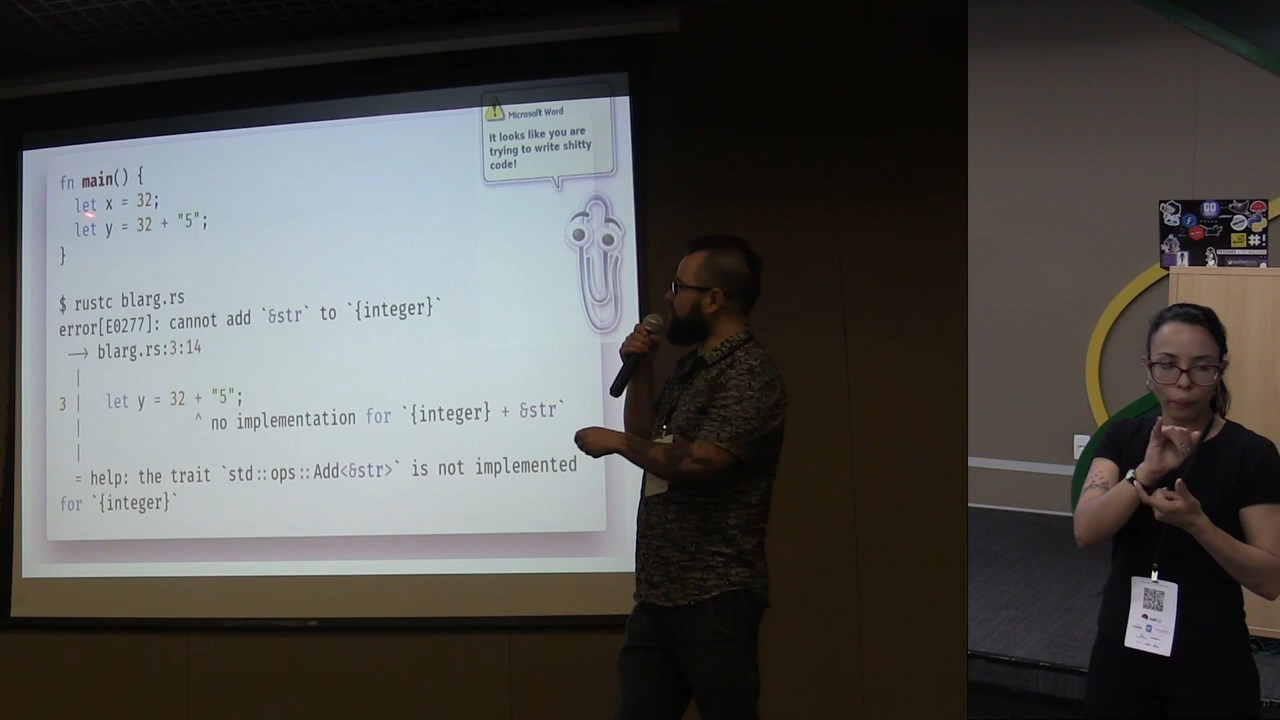 Microsoft Word
It looks like you are
trying to write shitty
code!
fn main() {
  let x = 32;
  let y = 32 + "5";
}
$ rustc blarg.rs
error[E0277]: cannot add `&str` to `{integer}`
 --> blarg.rs:3:14
  |
3 |   let y = 32 + "5";
  |             ^ no implementation for `{integer} + &str`
  |
  = help: the trait `std::ops::Add<&str>` is not implemented
for `{integer}`
GO
#!